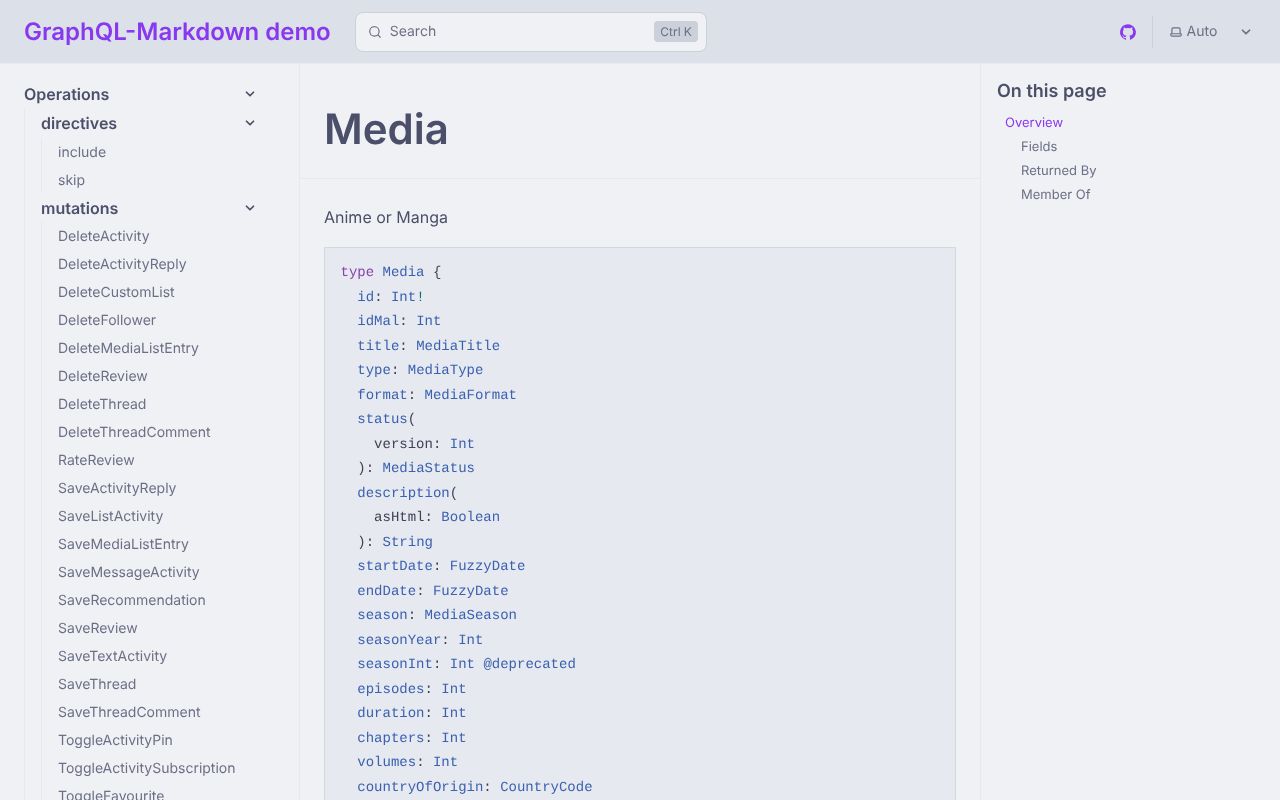 GraphQL-Markdown demo
Search
Ctrl K
Auto
Operations
directives
include
skip
mutations
DeleteActivity
DeleteActivityReply
DeleteCustomList
DeleteFollower
DeleteMediaListEntry
DeleteReview
DeleteThread
DeleteThreadComment
RateReview
SaveActivityReply
SaveListActivity
SaveMediaListEntry
SaveMessageActivity
SaveRecommendation
SaveReview
SaveTextActivity
SaveThread
SaveThreadComment
ToggleActivityPin
ToggleActivitySubscription
ToggleFavourite
Media
Anime or Manga
type Media {
  id: Int!
  idMal: Int
  title: MediaTitle
  type: MediaType
  format: MediaFormat
  status(
    version: Int
  ): MediaStatus
  description(
    asHtml: Boolean
  ): String
  startDate: FuzzyDate
  endDate: FuzzyDate
  season: MediaSeason
  seasonYear: Int
  seasonInt: Int @deprecated
  episodes: Int
  duration: Int
  chapters: Int
  volumes: Int
  countryOfOrigin: CountryCode
On this page
Overview
Fields
Returned By
Member Of